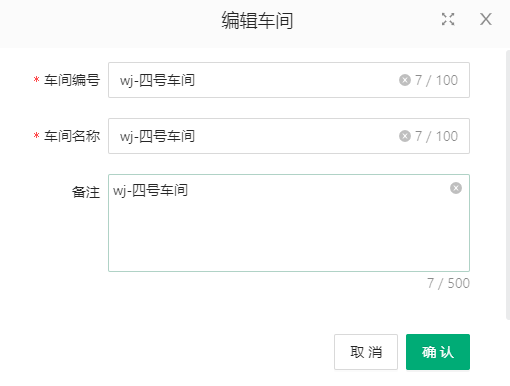 编辑车间
* 车间编号 wj-四号车间 7 / 100
* 车间名称 wj-四号车间 7 / 100
备注 wj-四号车间
7 / 500
取 消 确 认